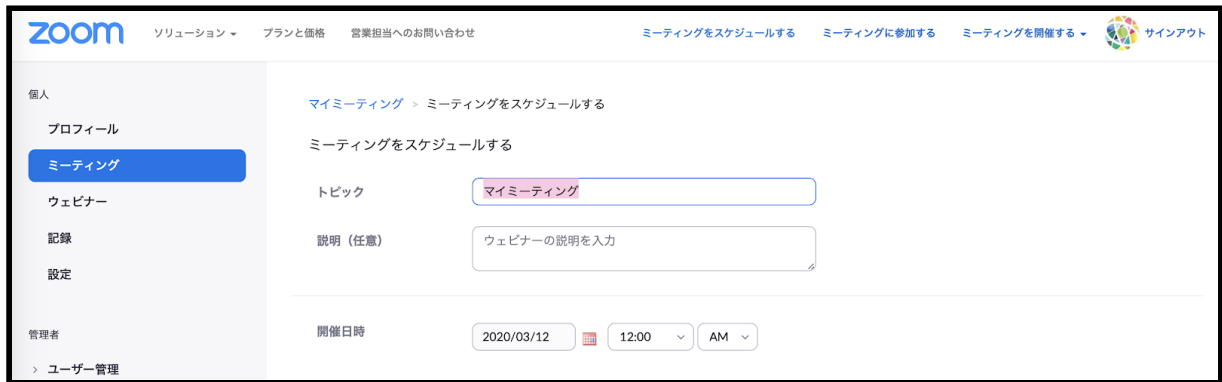 zoom ソリューション プランと価格 営業担当へのお問い合わせ ミーティングをスケジュールする ミーティングに参加する ミーティングを開催する サインアウト
個人
プロフィール
ミーティング
ウェビナー
記録
設定
管理者
ユーザー管理
マイミーティング > ミーティングをスケジュールする
ミーティングをスケジュールする
トピック マイミーティング
説明（任意） ウェビナーの説明を入力
開催日時 2020/03/12 12:00 AM